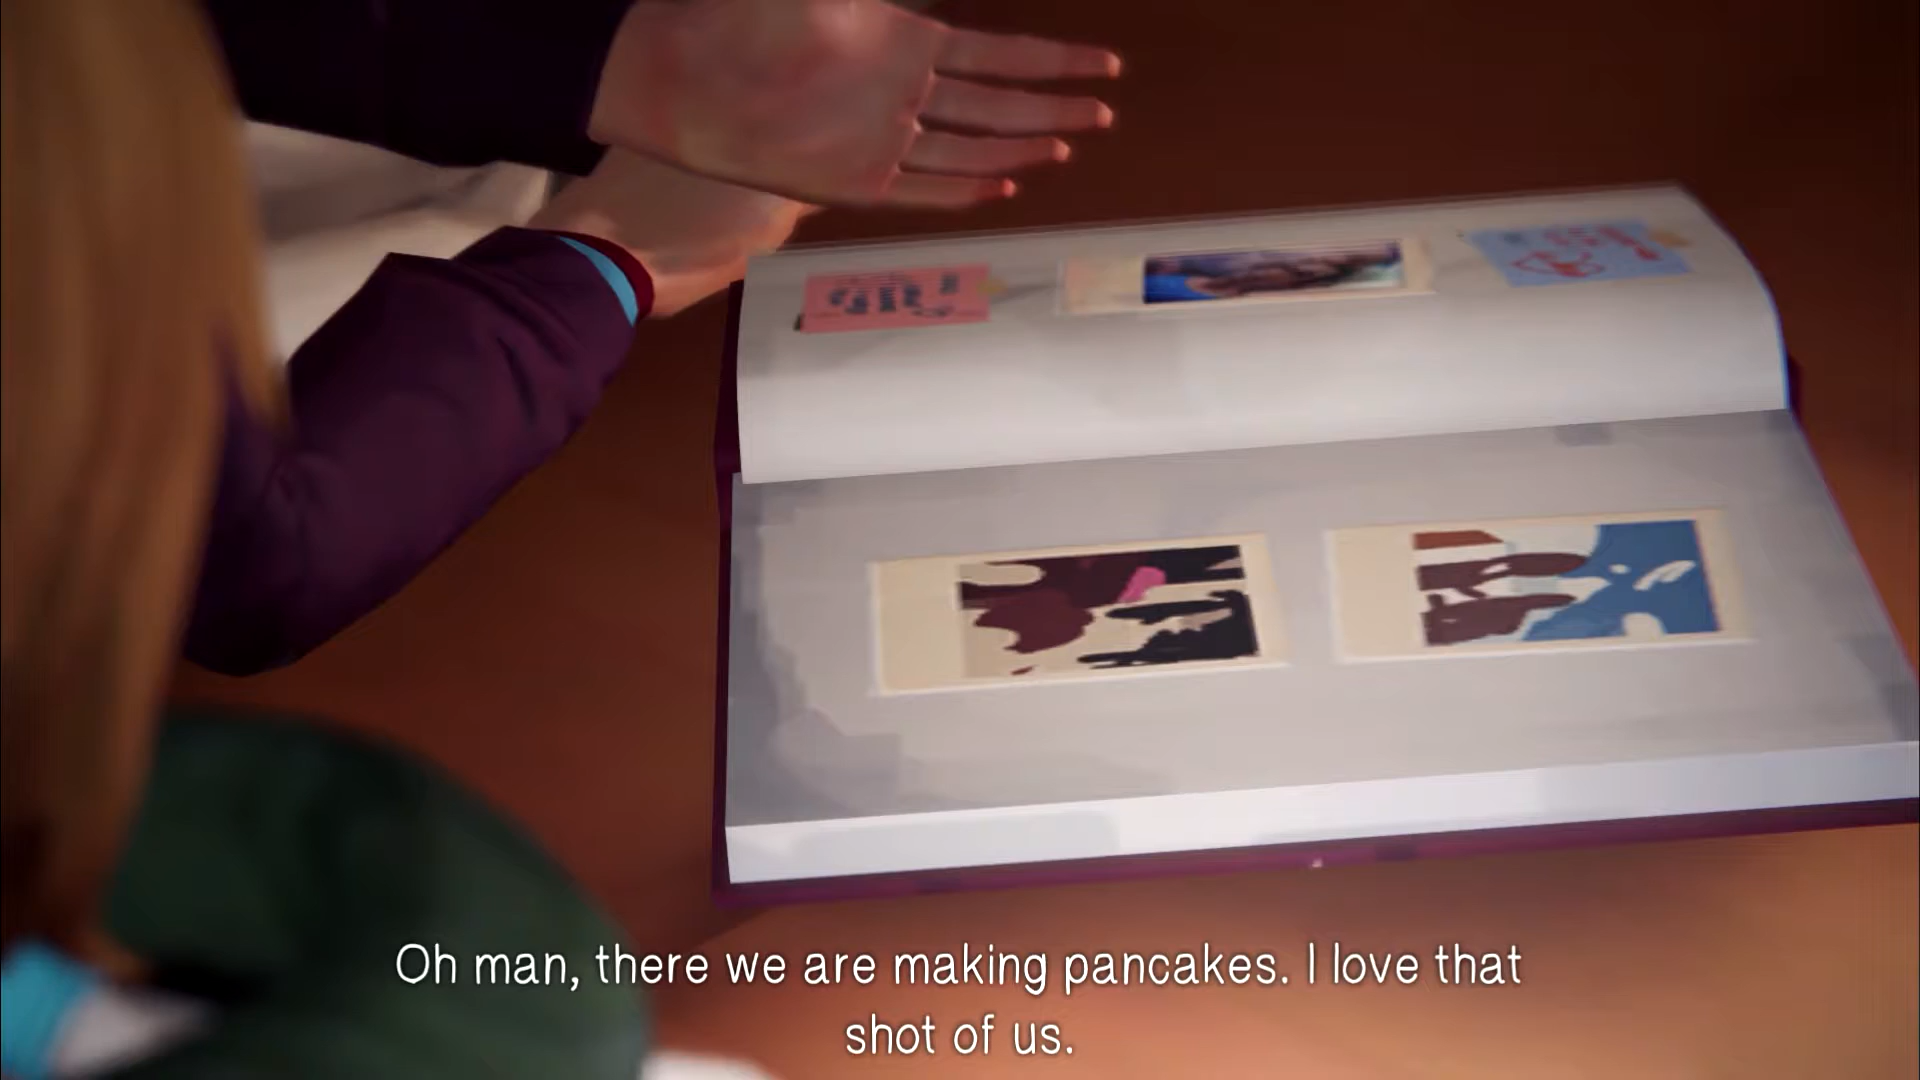 Oh man, there we are making pancakes. I love that
shot of us.